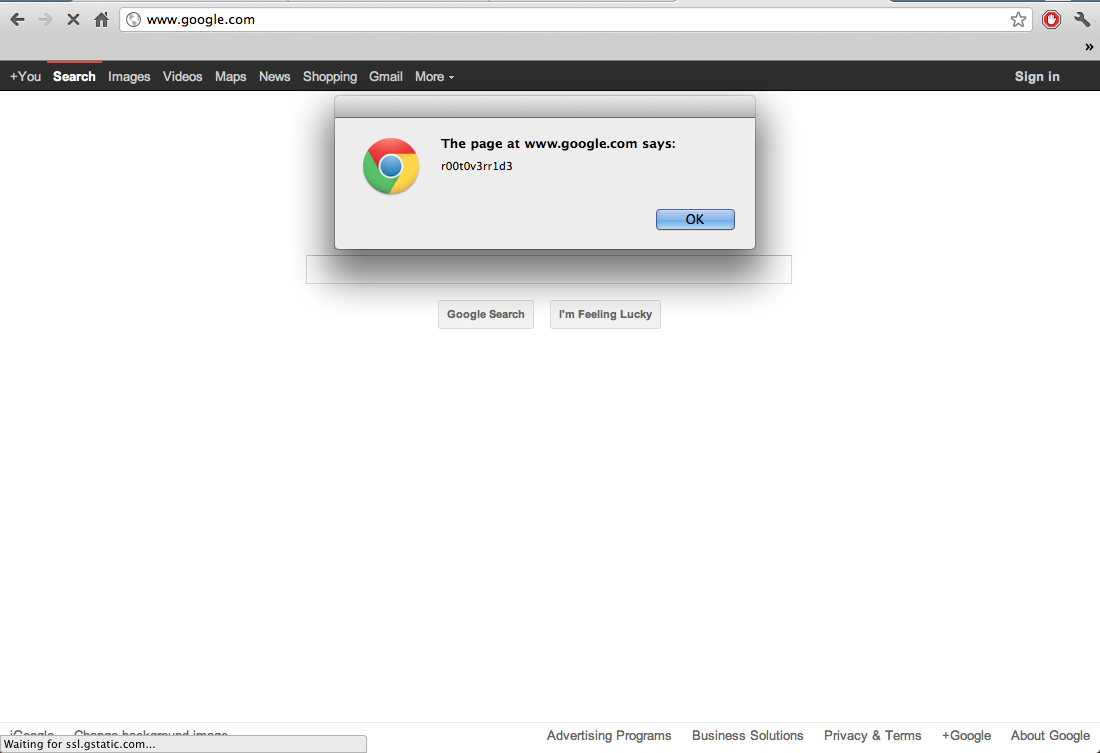 www.google.com
»
+You Search Images Videos Maps News Shopping Gmail More Sign in
The page at www.google.com says:
r00t0v3rr1d3
OK
Google Search I'm Feeling Lucky
iGoogle Change background image Advertising Programs Business Solutions Privacy & Terms +Google About Google
Waiting for ssl.gstatic.com...